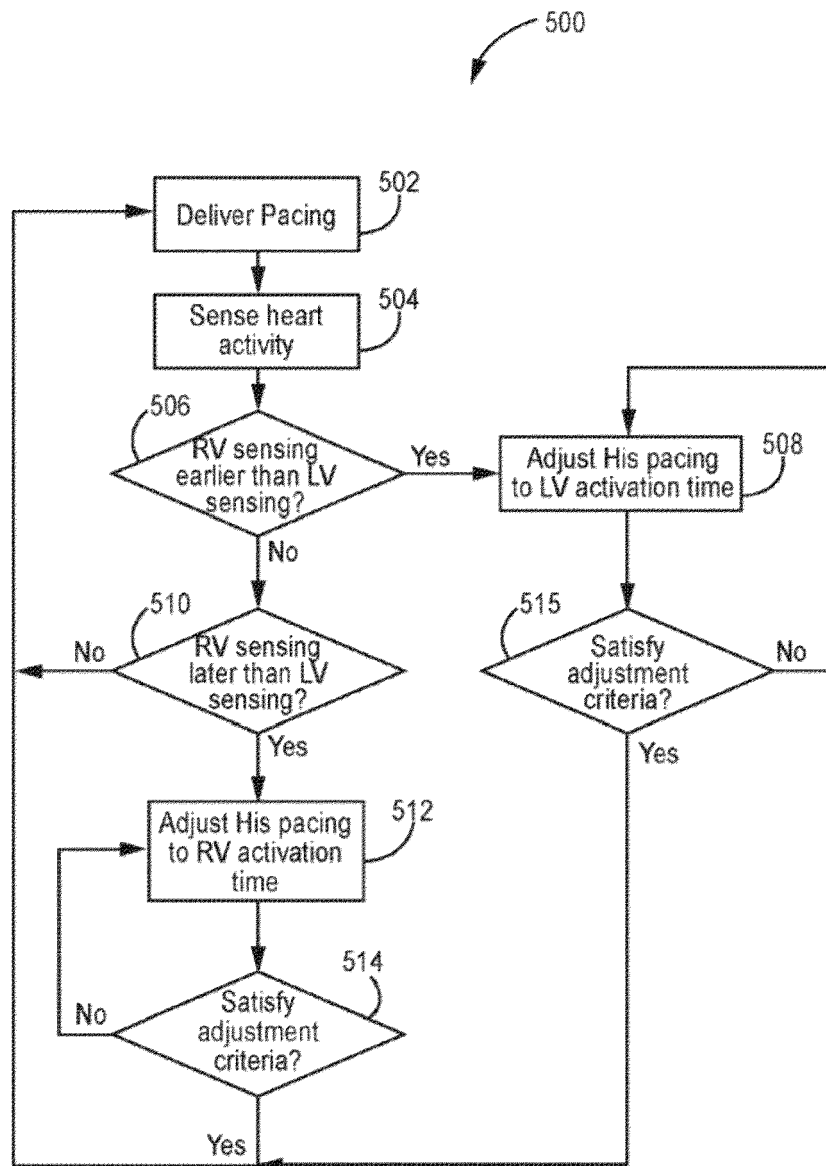 500
502
Deliver Pacing
504
Sense heart
activity
506
RV sensing
earlier than LV
sensing?
Yes
Adjust His pacing
to LV activation time
508
No
510
RV sensing
later than LV
sensing?
No
515
Satisfy
adjustment
criteria?
No
Yes
Yes
Adjust His pacing
to RV activation
time
512
514
Satisfy
adjustment
criteria?
No
Yes